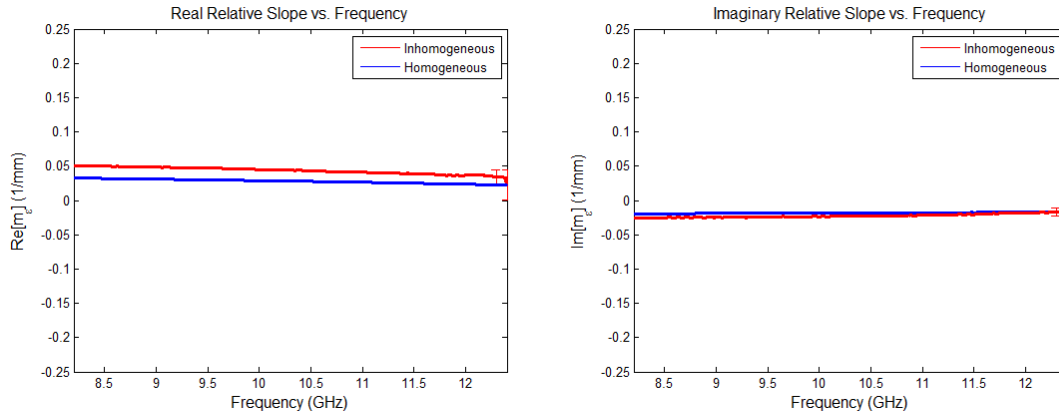 Real Relative Slope vs. Frequency
0.25
0.2
0.15
0.1
0.05
0
-0.05
-0.1
-0.15
-0.2
-0.25
Re[mε] (1/mm)
Inhomogeneous
Homogeneous
8.5 9 9.5 10 10.5 11 11.5 12
Frequency (GHz)
Imaginary Relative Slope vs. Frequency
0.25
0.2
0.15
0.1
0.05
0
-0.05
-0.1
-0.15
-0.2
-0.25
Im[mε] (1/mm)
Inhomogeneous
Homogeneous
8.5 9 9.5 10 10.5 11 11.5 12
Frequency (GHz)